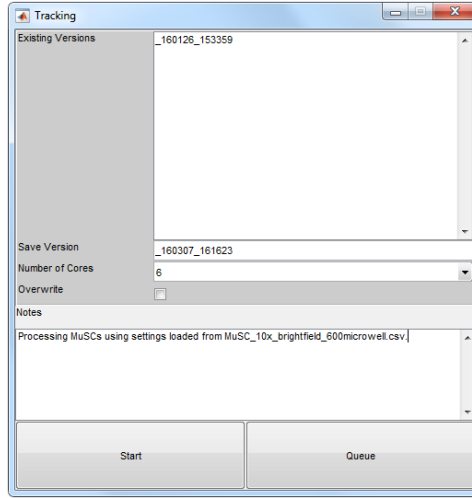 Tracking
Existing Versions
_160126_153359
Save Version
_160307_161623
Number of Cores
6
Overwrite
Notes
Processing MuSCs using settings loaded from MuSC_10x_brightfield_600microwell.csv.
Start
Queue